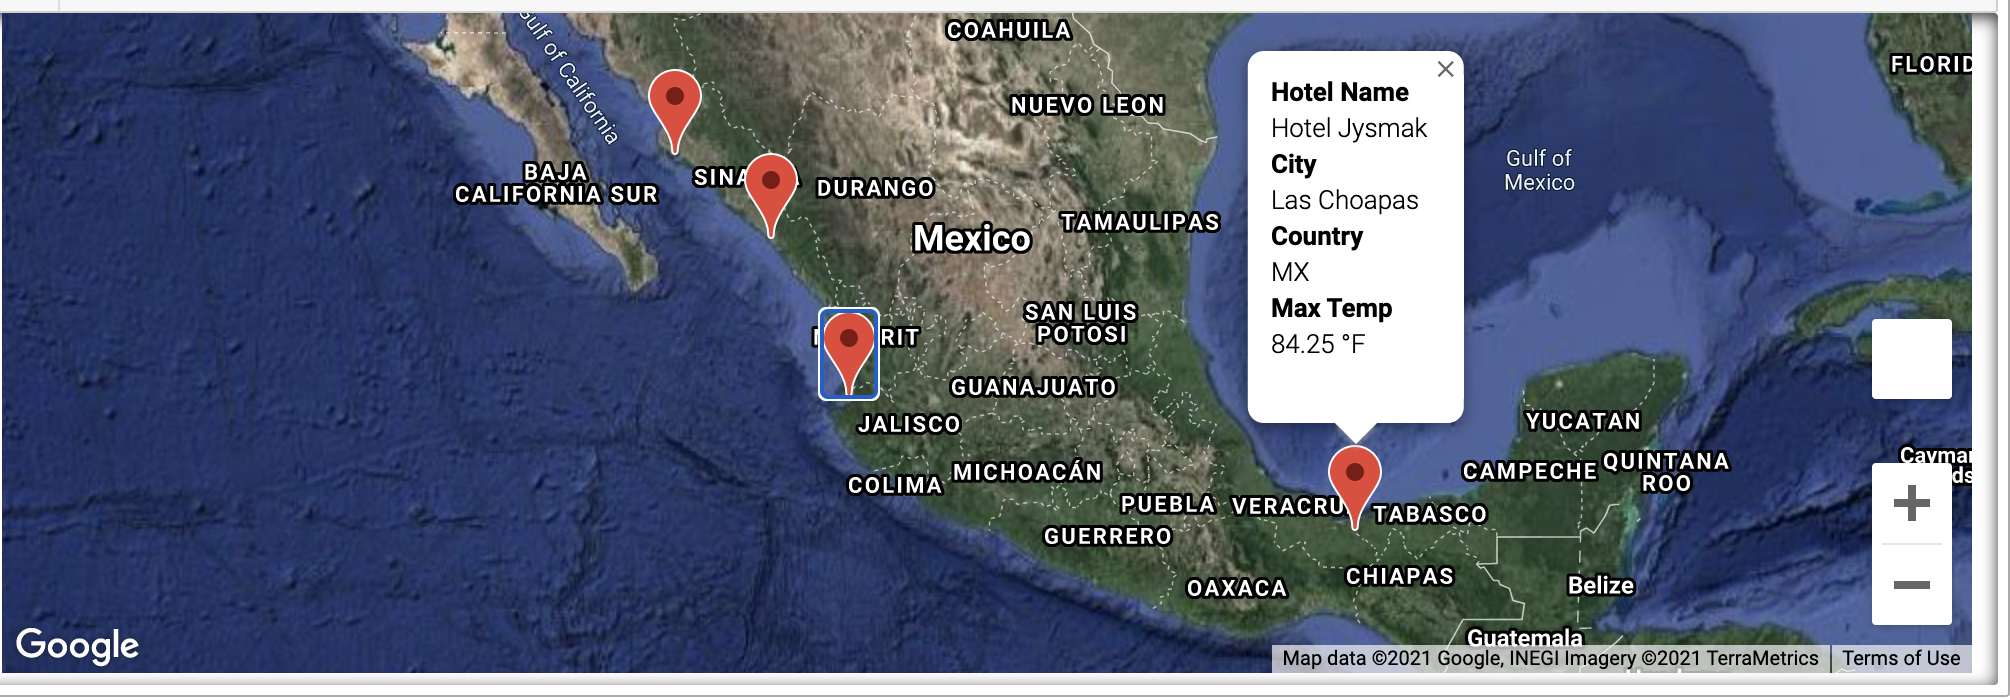 COAHUILA
FLORID
Gulf of California
NUEVO LEON
Hotel Name
Hotel Jysmak
City
Las Choapas
Country
MX
Max Temp
84.25 °F
Gulf of
Mexico
BAJA
CALIFORNIA SUR
SINA
DURANGO
TAMAULIPAS
Mexico
SAN LUIS
POTOSI
RIT
GUANAJUATO
JALISCO
YUCATAN
MICHOACÁN
COLIMA
CAMPECHE
QUINTANA
ROO
Cayman
ds
PUEBLA
VERACRU
TABASCO
GUERRERO
CHIAPAS
OAXACA
Belize
Guatemala
Google
Map data ©2021 Google, INEGI Imagery ©2021 TerraMetrics
Terms of Use